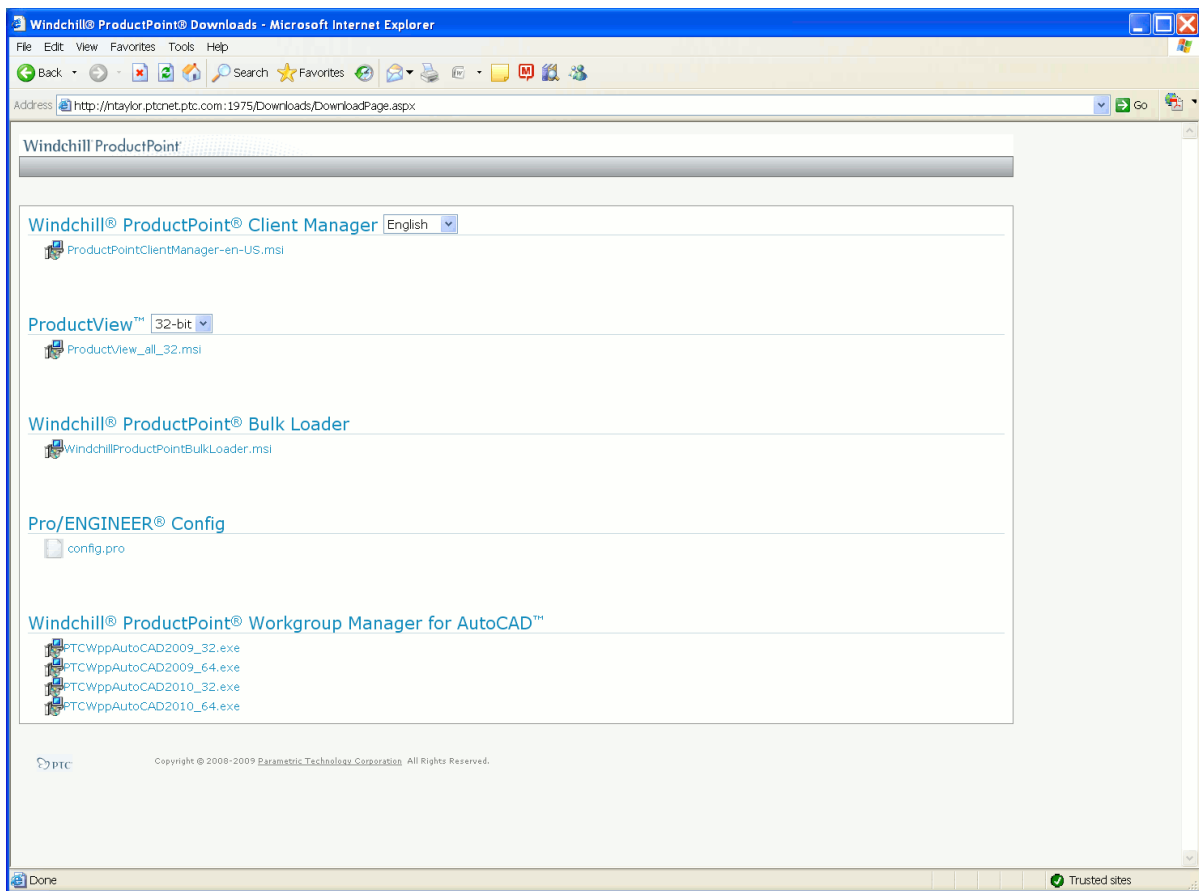 Windchill® ProductPoint® Downloads - Microsoft Internet Explorer
File Edit View Favorites Tools Help
Back Search Favorites
Address http://ntaylor.ptcnet.ptc.com:1975/Downloads/DownloadPage.aspx Go
Windchill ProductPoint
Windchill® ProductPoint® Client Manager English
ProductPointClientManager-en-US.msi
ProductView™ 32-bit
ProductView_all_32.msi
Windchill® ProductPoint® Bulk Loader
WindchillProductPointBulkLoader.msi
Pro/ENGINEER® Config
config.pro
Windchill® ProductPoint® Workgroup Manager for AutoCAD™
PTCWppAutoCAD2009_32.exe
PTCWppAutoCAD2009_64.exe
PTCWppAutoCAD2010_32.exe
PTCWppAutoCAD2010_64.exe
PTC Copyright © 2008-2009 Parametric Technology Corporation All Rights Reserved.
Done Trusted sites